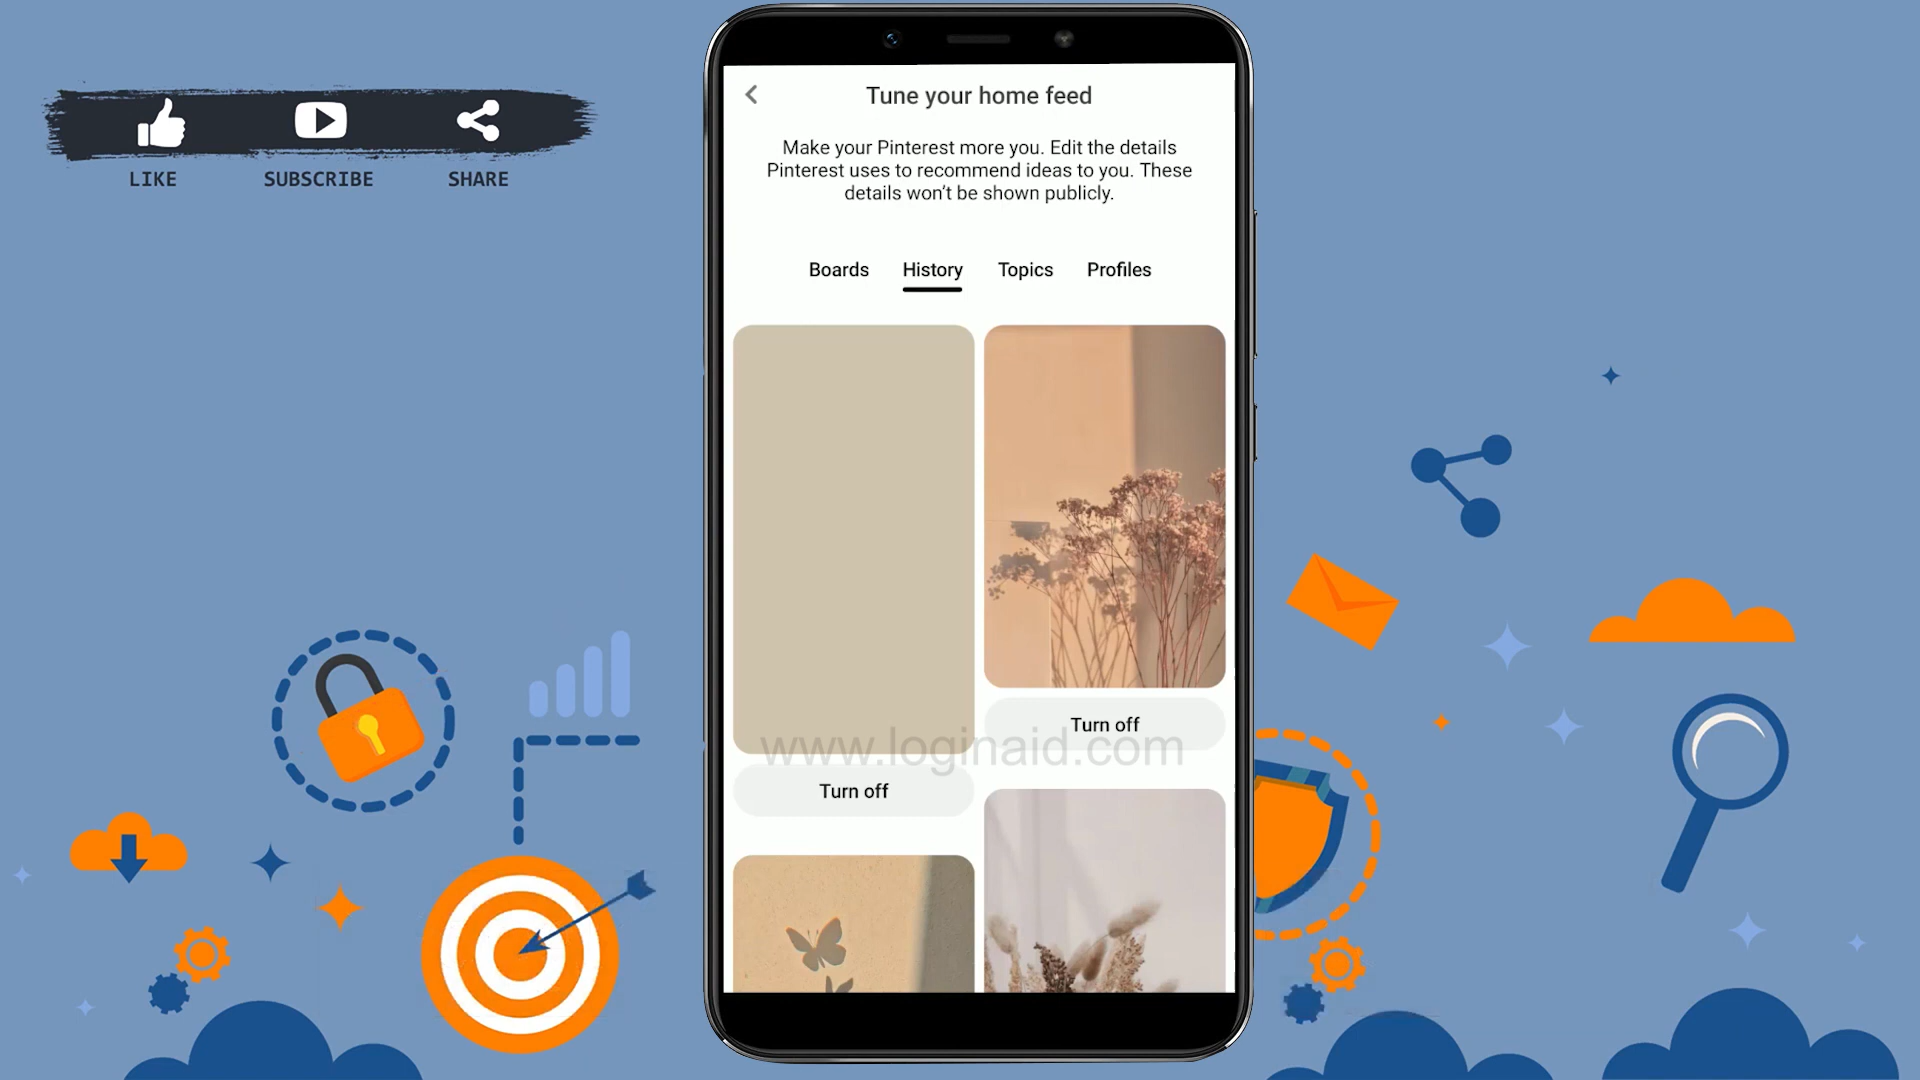 LIKE
SUBSCRIBE
SHARE
Tune your home feed
Make your Pinterest more you. Edit the details
Pinterest uses to recommend ideas to you. These
details won't be shown publicly.
Boards
History
Topics
Profiles
Turn off
www.loginaid.com
Turn off